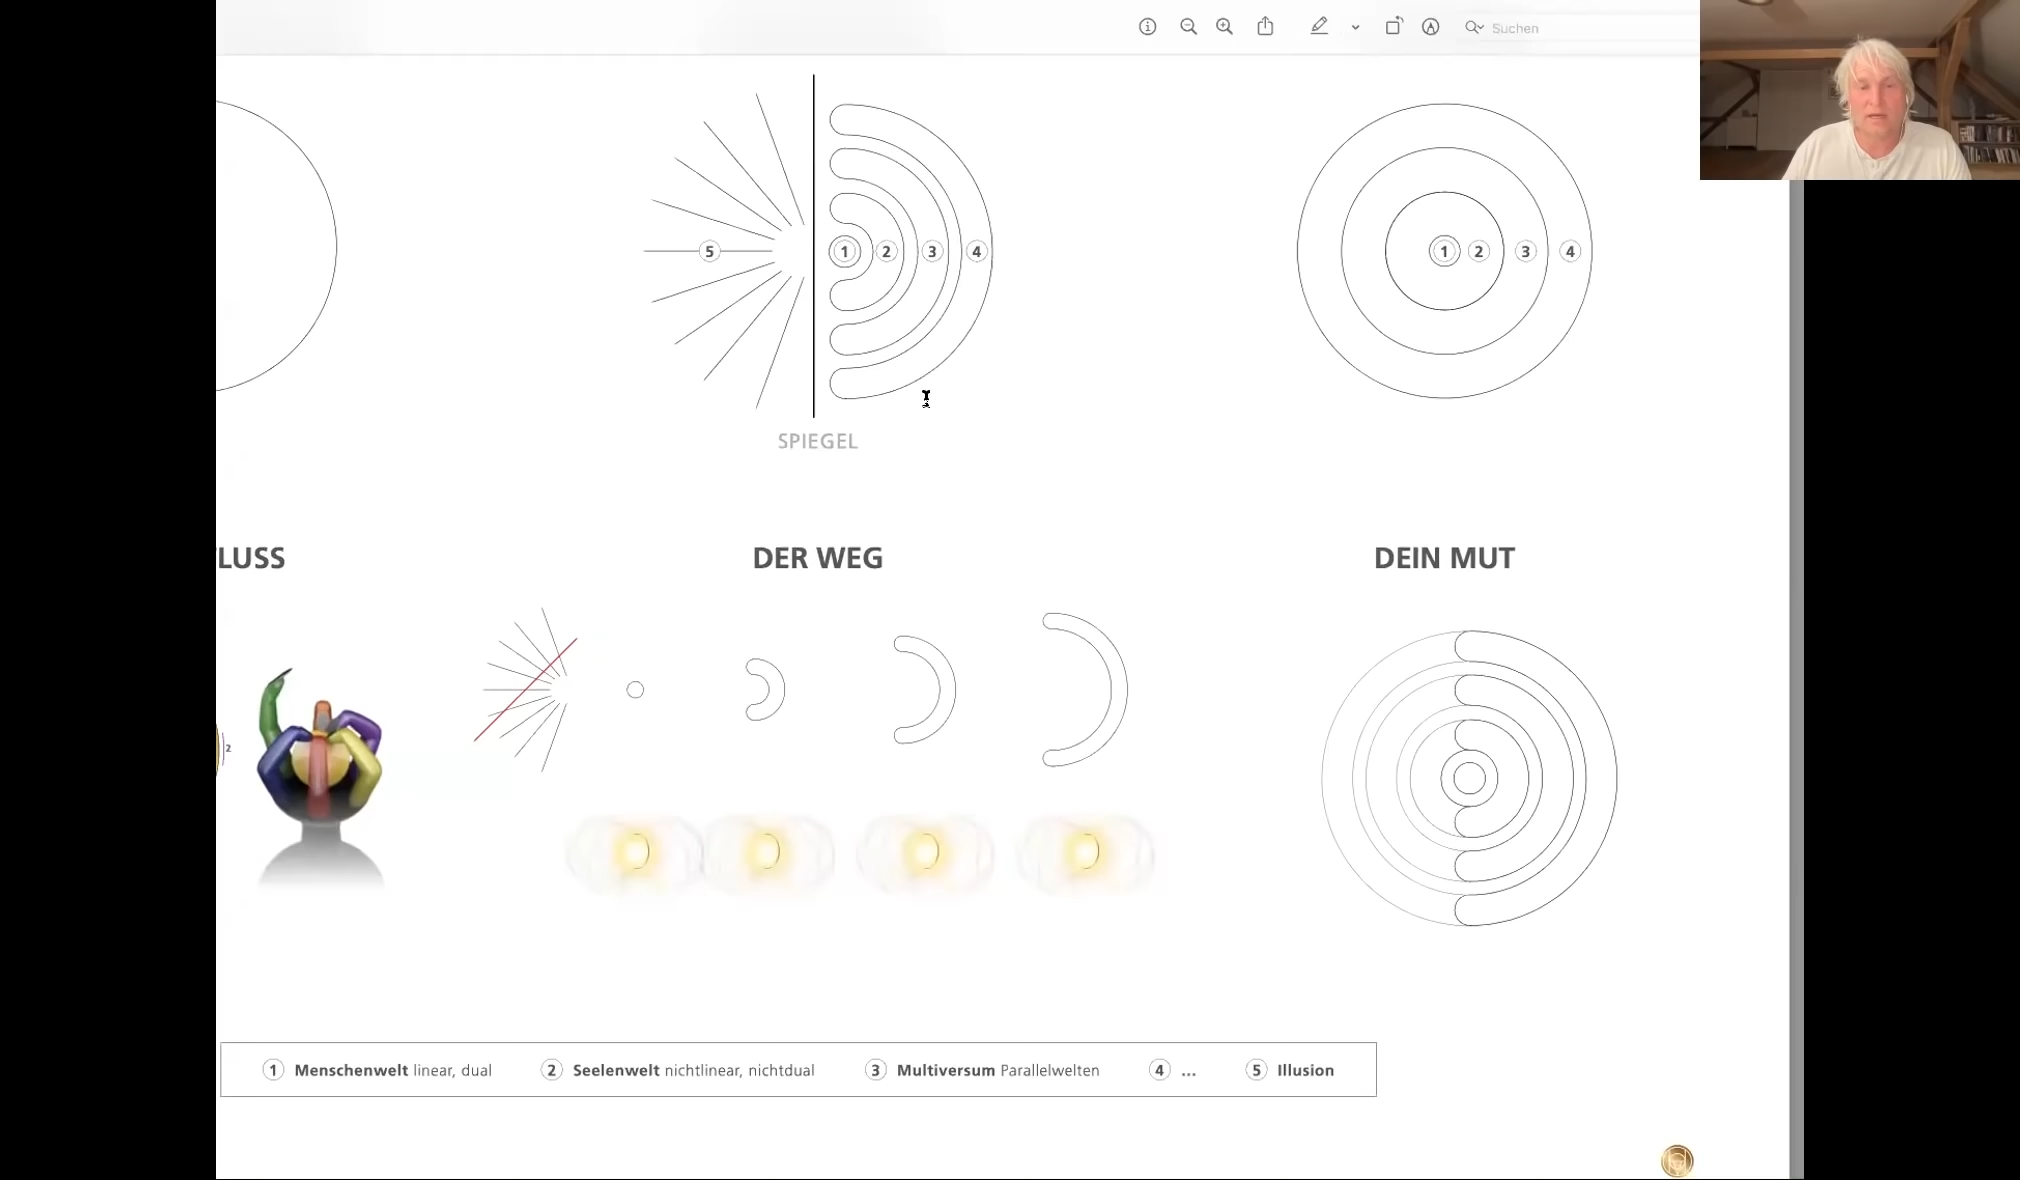 Suchen
5 1 2 3 4
1 2 3 4
SPIEGEL
LUSS
DER WEG
DEIN MUT
2
1 Menschenwelt linear, dual 2 Seelenwelt nichtlinear, nichtdual 3 Multiversum Parallelwelten 4 ... 5 Illusion